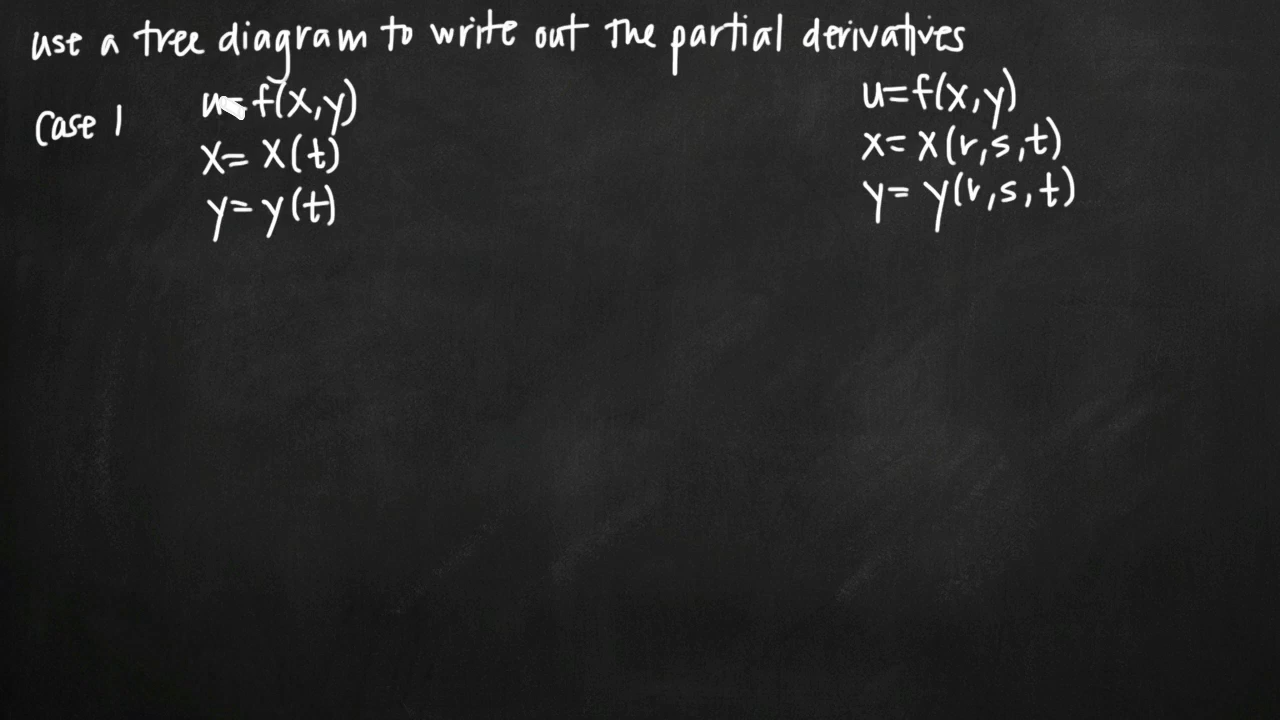 use a tree diagram to write out the partial derivatives
Case 1
u=f(x,y)
x=x(t)
y=y(t)
u=f(x,y)
x=x(r,s,t)
y=y(r,s,t)